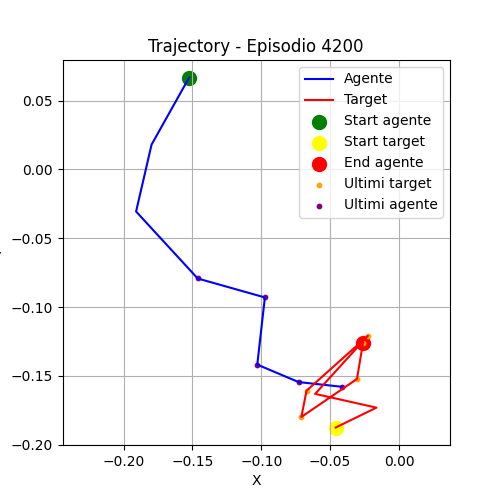 Trajectory - Episodio 4200
Agente
Target
Start agente
Start target
End agente
Ultimi target
Ultimi agente
0.05
0.00
−0.05
−0.10
−0.15
−0.20
−0.20
−0.15
−0.10
−0.05
0.00
X